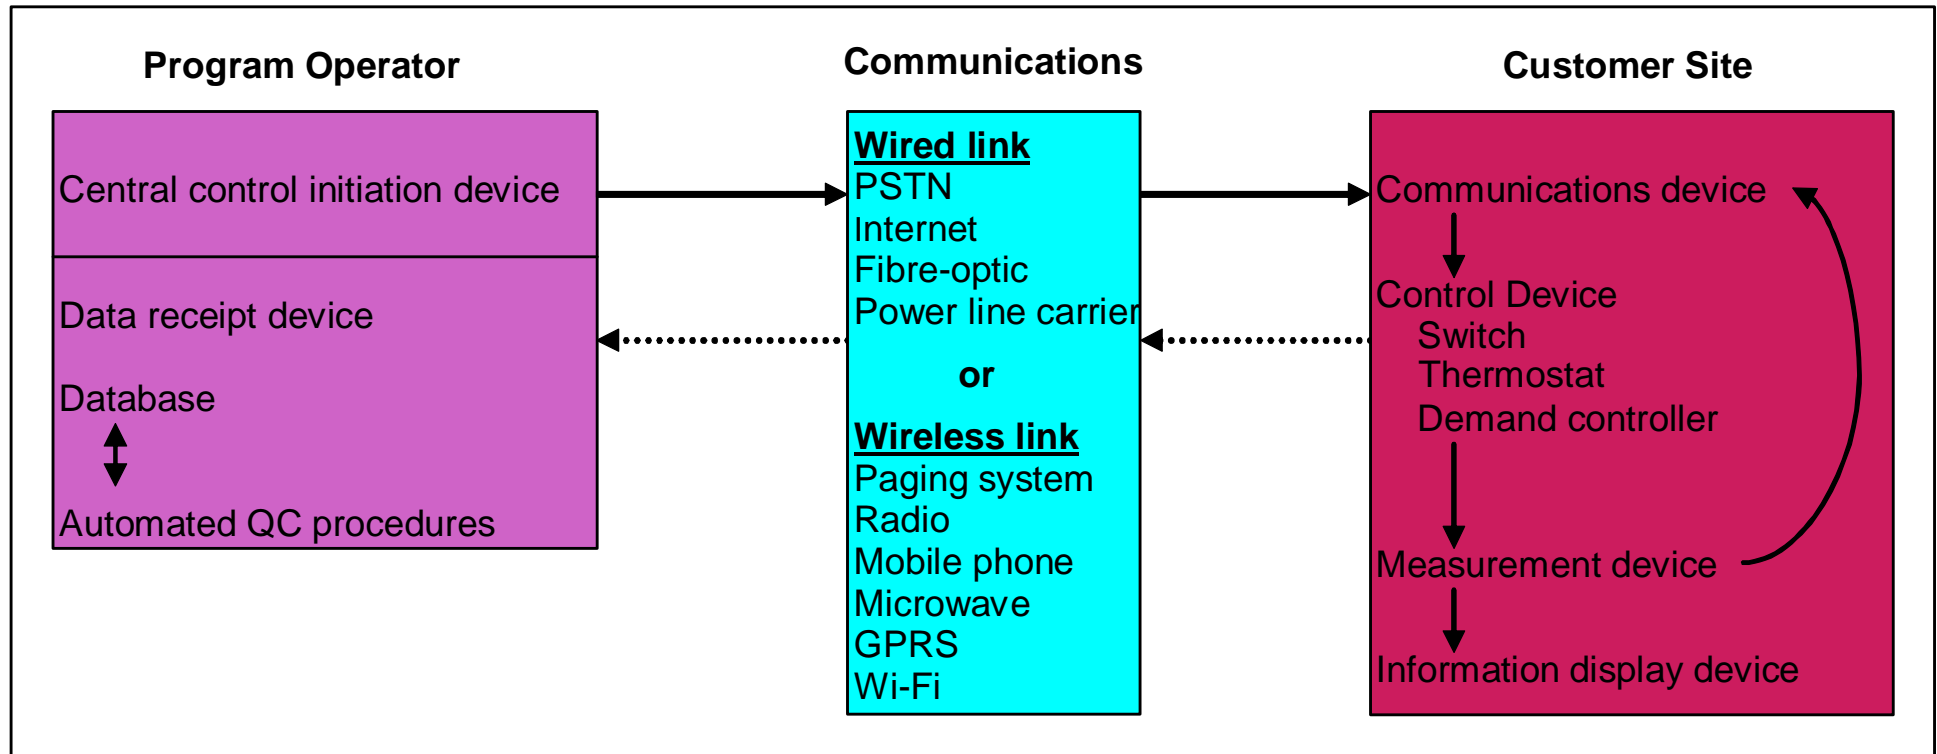 Program Operator
Central control initiation device
Data receipt device
Database
Automated QC procedures
Communications
Wired link
PSTN
Internet
Fibre-optic
Power line carrier
or
Wireless link
Paging system
Radio
Mobile phone
Microwave
GPRS
Wi-Fi
Customer Site
Communications device
Control Device
Switch
Thermostat
Demand controller
Measurement device
Information display device